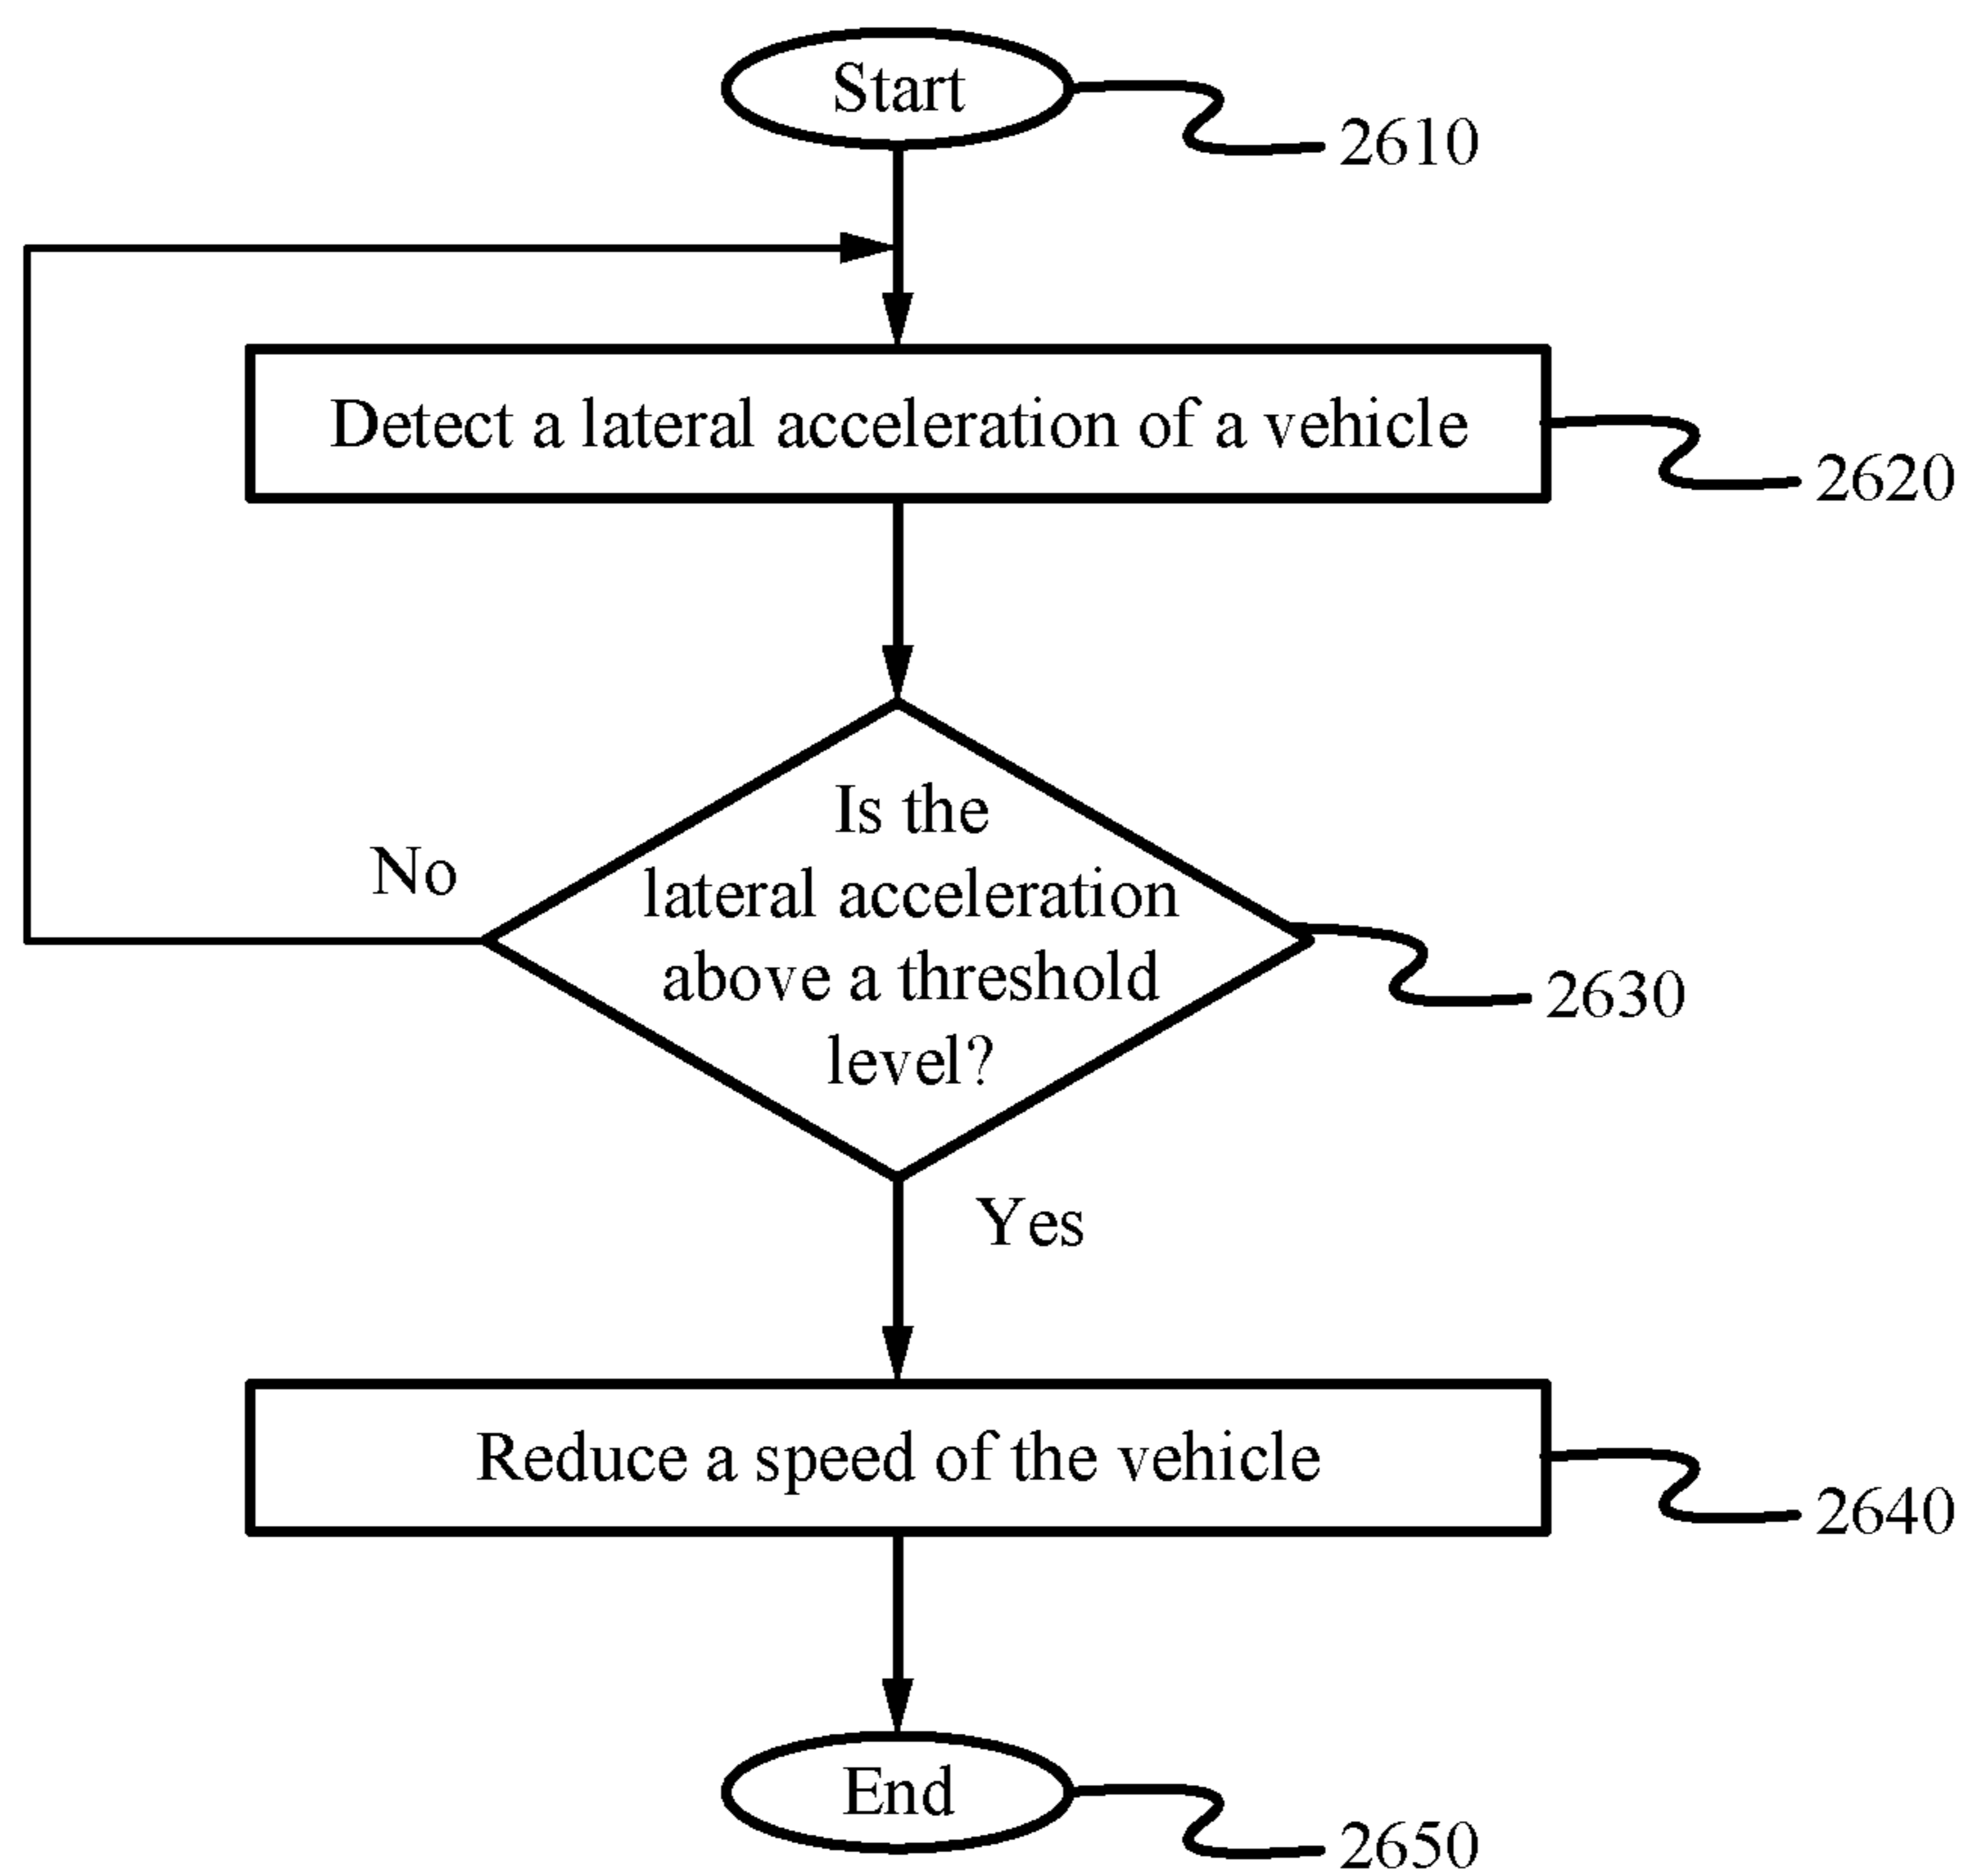 Start
2610
Detect a lateral acceleration of a vehicle
2620
Is the
lateral acceleration
above a threshold
level?
No
2630
Yes
Reduce a speed of the vehicle
2640
End
2650